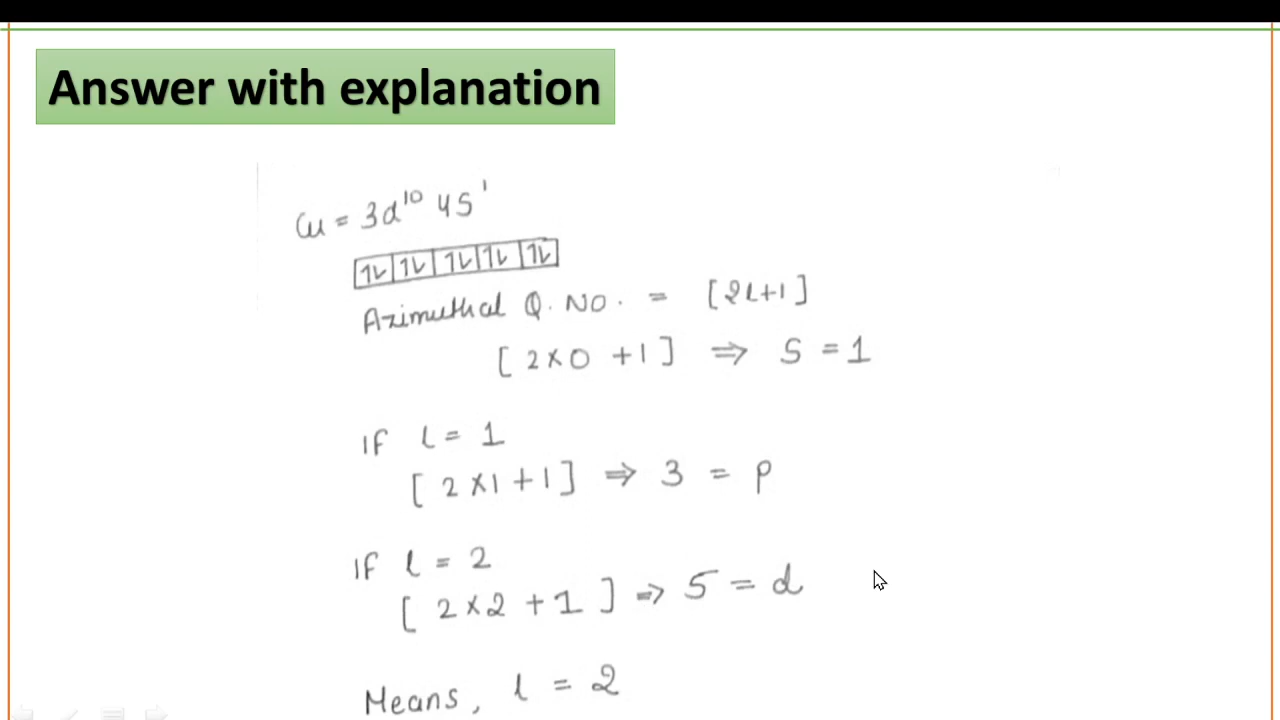 Answer with explanation
Cu = 3d¹⁰ 4S¹
1L 1L 1L 1L 1L
Azimuthal Q. No. = [2l+1]
[2×0 +1] ⇒ S = 1
If l = 1
[2×1+1] ⇒ 3 = p
If l = 2
[2×2 +1] ⇒ 5 = d
Means, l = 2